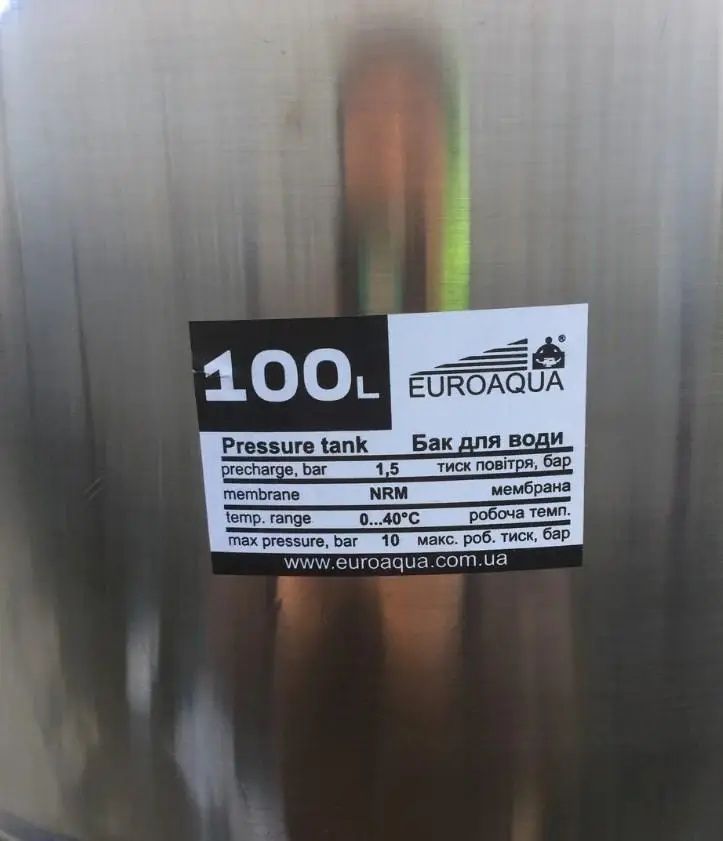 100L
EUROAQUA®
Pressure tank Бак для води
precharge, bar 1,5 тиск повітря, бар
membrane NRM мембрана
temp. range 0...40°C робоча темп.
max pressure, bar 10 макс. роб. тиск, бар
www.euroaqua.com.ua